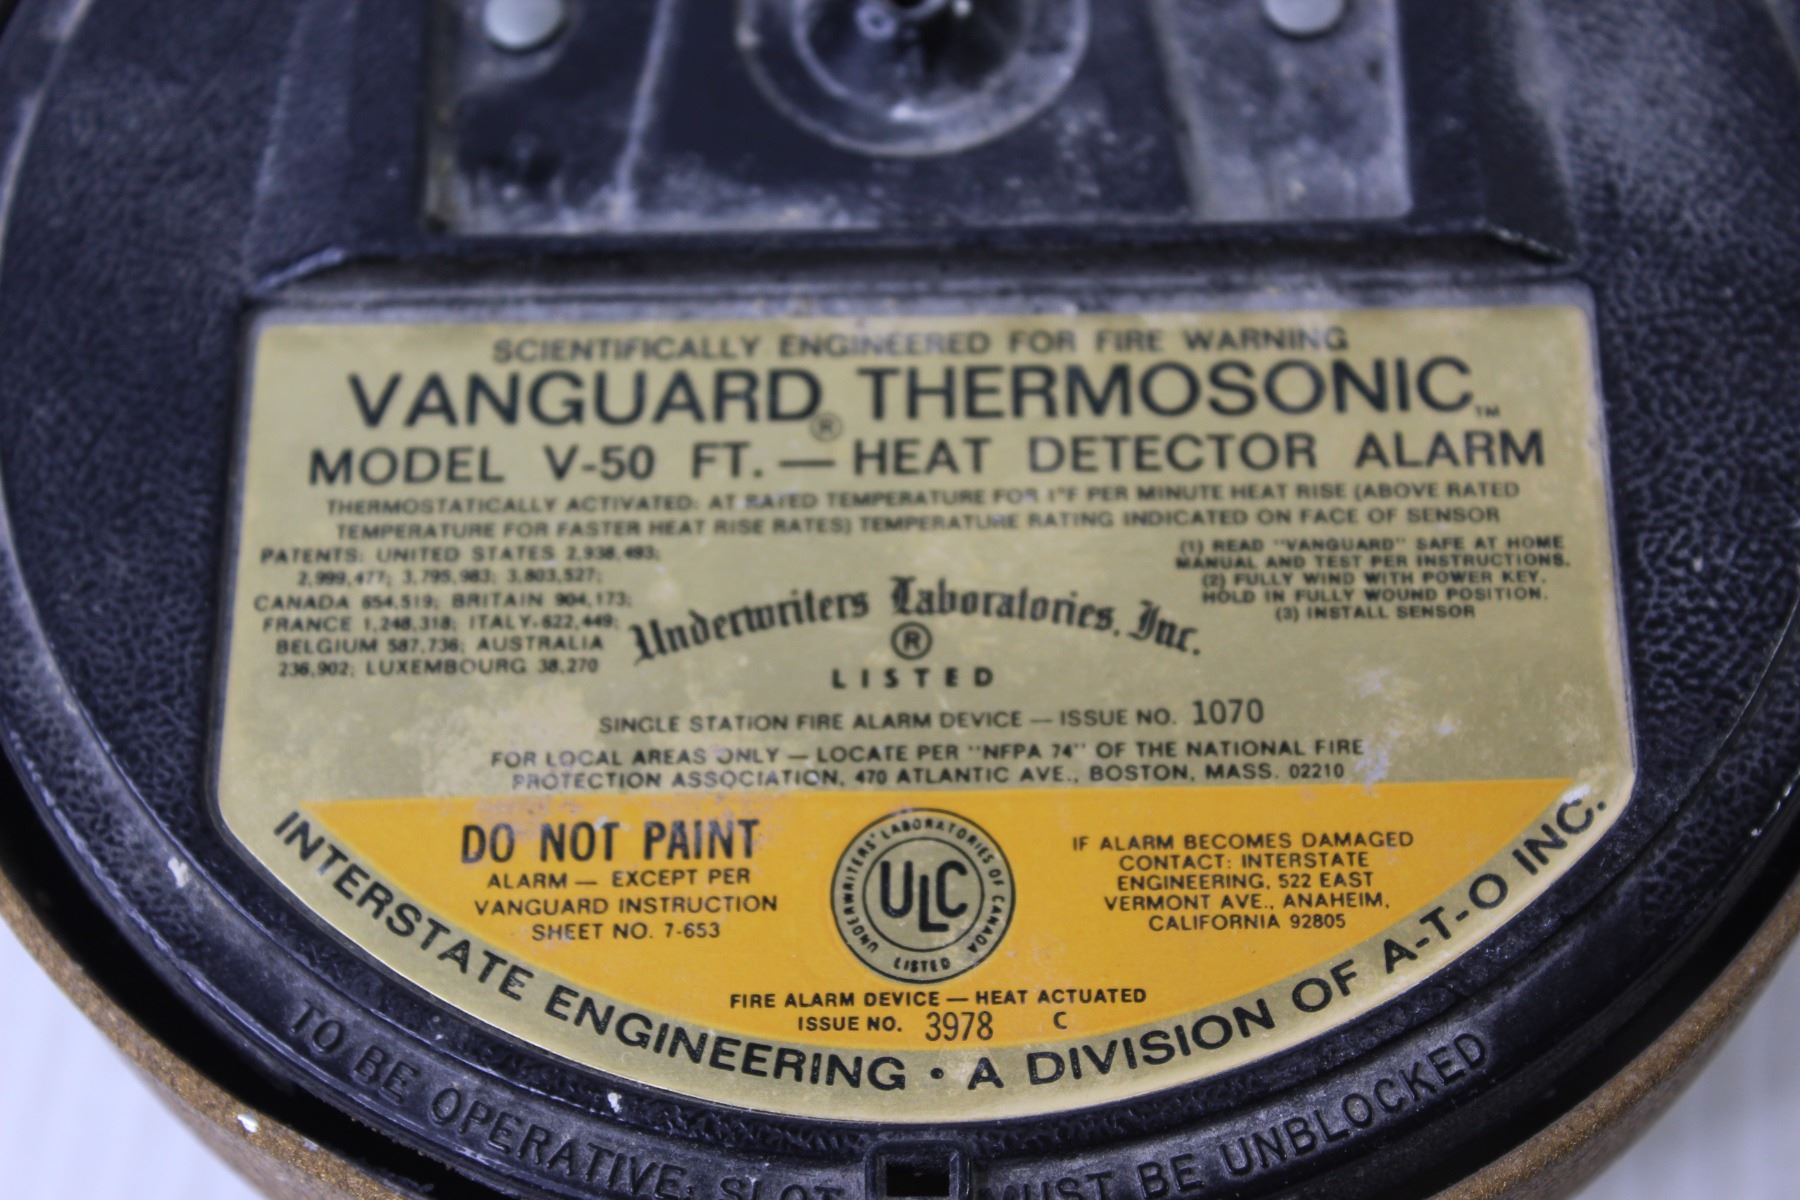 SCIENTIFICALLY ENGINEERED FOR FIRE WARNING
VANGUARD® THERMOSONIC™
MODEL V-50 FT. — HEAT DETECTOR ALARM
THERMOSTATICALLY ACTIVATED: AT RATED TEMPERATURE FOR 1°F PER MINUTE HEAT RISE (ABOVE RATED
TEMPERATURE FOR FASTER HEAT RISE RATES) TEMPERATURE RATING INDICATED ON FACE OF SENSOR
PATENTS: UNITED STATES 2,938,493;
2,999,477; 3,795,983; 3,803,527;
CANADA 654,519; BRITAIN 904,173;
FRANCE 1,248,318; ITALY-622,449;
BELGIUM 587,736; AUSTRALIA
236,902; LUXEMBOURG 38,270
(1) READ "VANGUARD" SAFE AT HOME
MANUAL AND TEST PER INSTRUCTIONS.
(2) FULLY WIND WITH POWER KEY.
HOLD IN FULLY WOUND POSITION.
(3) INSTALL SENSOR
Underwriters Laboratories, Inc.
®
LISTED
SINGLE STATION FIRE ALARM DEVICE — ISSUE NO. 1070
FOR LOCAL AREAS ONLY — LOCATE PER "NFPA 74" OF THE NATIONAL FIRE
PROTECTION ASSOCIATION, 470 ATLANTIC AVE., BOSTON, MASS. 02210
DO NOT PAINT
ALARM — EXCEPT PER
VANGUARD INSTRUCTION
SHEET NO. 7-653
UNDERWRITERS' LABORATORIES OF CANADA
ULC
LISTED
IF ALARM BECOMES DAMAGED
CONTACT: INTERSTATE
ENGINEERING, 522 EAST
VERMONT AVE., ANAHEIM,
CALIFORNIA 92805
FIRE ALARM DEVICE — HEAT ACTUATED
ISSUE NO. 3978 C
INTERSTATE ENGINEERING • A DIVISION OF A-T-O INC.
TO BE OPERATIVE; SLOT MUST BE UNBLOCKED